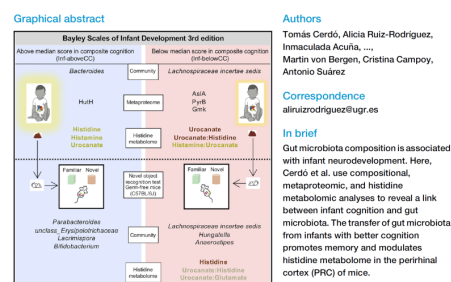 Graphical abstract
Bayley Scales of Infant Development 3rd edition
Above median score in composite cognition
(Inf-aboveCC)
Below median score in composite cognition
(Inf-belowCC)
Bacteroides
Community
Lachnospiraceae incertae sedis
HutH
Metaproteome
AslA
PyrB
Gmk
Histidine
Histamine
Urocanate
Histidine
metabolome
Urocanate
Urocanate:Histidine
Histamine:Urocanate
Familiar Novel
Novel object
recognition test
Germ-free mice
(C57BL/6J)
Familiar Novel
Parabacteroides
unclass_Erysipelotrichaceae
Lacrimispora
Bifidobacterium
Community
Lachnospiraceae incertae sedis
Hungatella
Anaerostipes
Histidine
metabolome
Histidine
Urocanate:Histidine
Urocanate:Glutamate
Authors
Tomás Cerdó, Alicia Ruiz-Rodríguez,
Inmaculada Acuña, ...,
Martin von Bergen, Cristina Campoy,
Antonio Suárez
Correspondence
aliruizrodriguez@ugr.es
In brief
Gut microbiota composition is associated
with infant neurodevelopment. Here,
Cerdó et al. use compositional,
metaproteomic, and histidine
metabolomic analyses to reveal a link
between infant cognition and gut
microbiota. The transfer of gut microbiota
from infants with better cognition
promotes memory and modulates
histidine metabolome in the perirhinal
cortex (PRC) of mice.